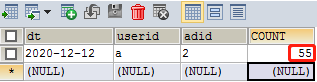 dt userid adid COUNT
2020-12-12 a 2 55
* (NULL) (NULL) (NULL) (NULL)